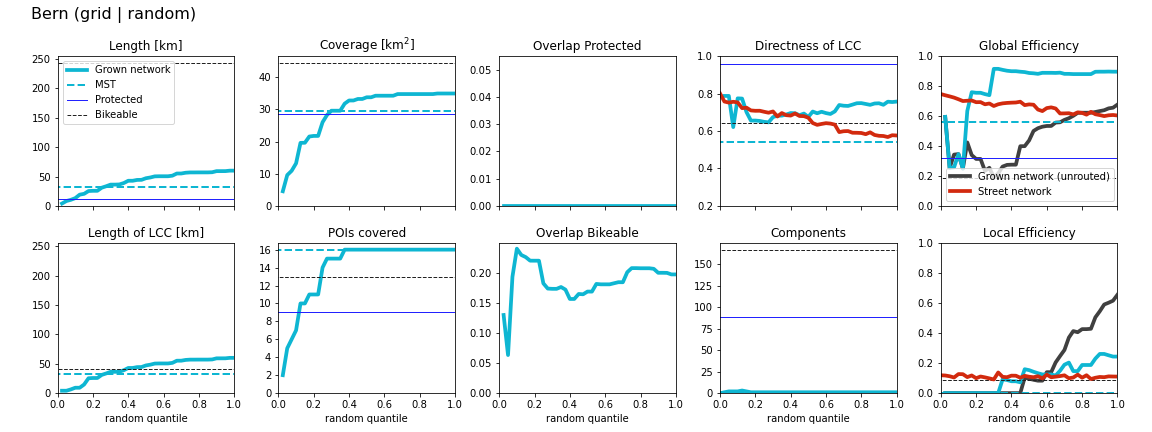 Bern (grid | random)
Length [km]
250
200
150
100
50
0
Grown network
MST
Protected
Bikeable
Coverage [km²]
40
30
20
10
0
Overlap Protected
0.05
0.04
0.03
0.02
0.01
0.00
Directness of LCC
1.0
0.8
0.6
0.4
0.2
Global Efficiency
1.0
0.8
0.6
0.4
0.2
0.0
Grown network (unrouted)
Street network
Length of LCC [km]
250
200
150
100
50
0
0.0 0.2 0.4 0.6 0.8 1.0
random quantile
POIs covered
16
14
12
10
8
6
4
2
0.0 0.2 0.4 0.6 0.8 1.0
random quantile
Overlap Bikeable
0.20
0.15
0.10
0.05
0.00
0.0 0.2 0.4 0.6 0.8 1.0
random quantile
Components
150
125
100
75
50
25
0
0.0 0.2 0.4 0.6 0.8 1.0
random quantile
Local Efficiency
1.0
0.8
0.6
0.4
0.2
0.0
0.0 0.2 0.4 0.6 0.8 1.0
random quantile